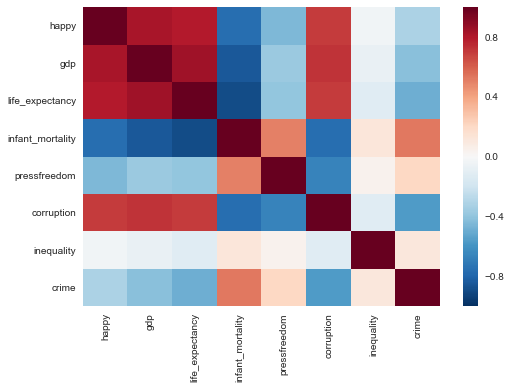 happy
gdp
life_expectancy
infant_mortality
pressfreedom
corruption
inequality
crime
happy
gdp
life_expectancy
infant_mortality
pressfreedom
corruption
inequality
crime
0.8
0.4
0.0
−0.4
−0.8